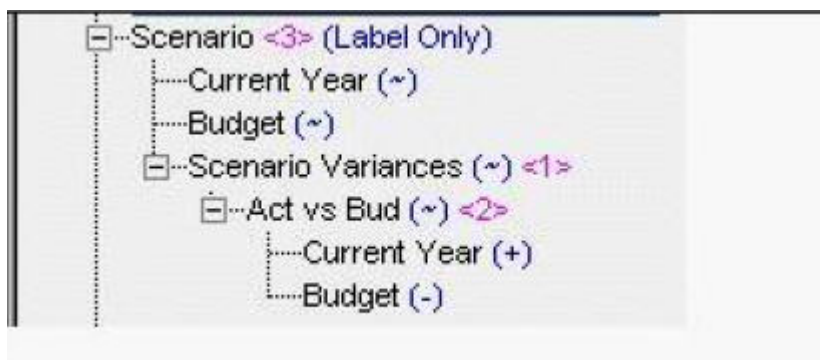 Scenario <3> (Label Only)
Current Year (~)
Budget (~)
Scenario Variances (~) <1>
Act vs Bud (~) <2>
Current Year (+)
Budget (-)